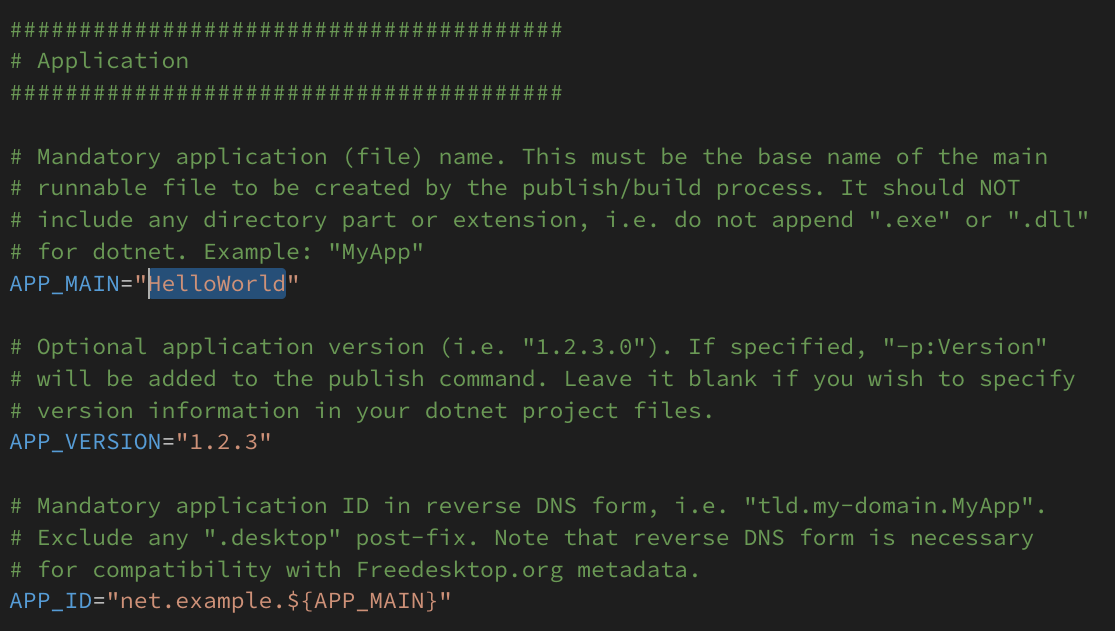 ########################################
# Application
########################################
# Mandatory application (file) name. This must be the base name of the main
# runnable file to be created by the publish/build process. It should NOT
# include any directory part or extension, i.e. do not append ".exe" or ".dll"
# for dotnet. Example: "MyApp"
APP_MAIN="HelloWorld"
# Optional application version (i.e. "1.2.3.0"). If specified, "-p:Version"
# will be added to the publish command. Leave it blank if you wish to specify
# version information in your dotnet project files.
APP_VERSION="1.2.3"
# Mandatory application ID in reverse DNS form, i.e. "tld.my-domain.MyApp".
# Exclude any ".desktop" post-fix. Note that reverse DNS form is necessary
# for compatibility with Freedesktop.org metadata.
APP_ID="net.example.${APP_MAIN}"